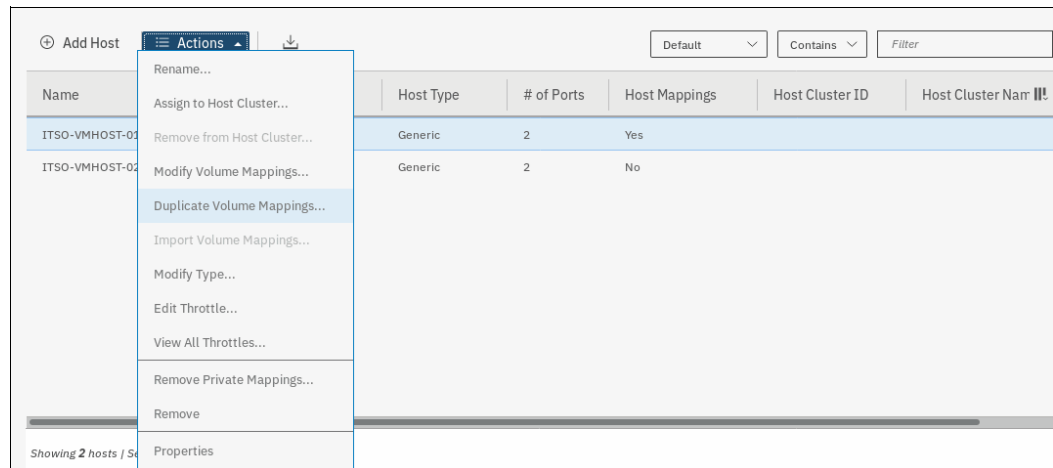 Add Host
Actions
Default
Contains
Filter
Name
Host Type
# of Ports
Host Mappings
Host Cluster ID
Host Cluster Nam
ITSO-VMHOST-01
Generic
2
Yes
ITSO-VMHOST-02
Generic
2
No
Rename...
Assign to Host Cluster...
Remove from Host Cluster...
Modify Volume Mappings...
Duplicate Volume Mappings...
Import Volume Mappings...
Modify Type...
Edit Throttle...
View All Throttles...
Remove Private Mappings...
Remove
Properties
Showing 2 hosts | Se